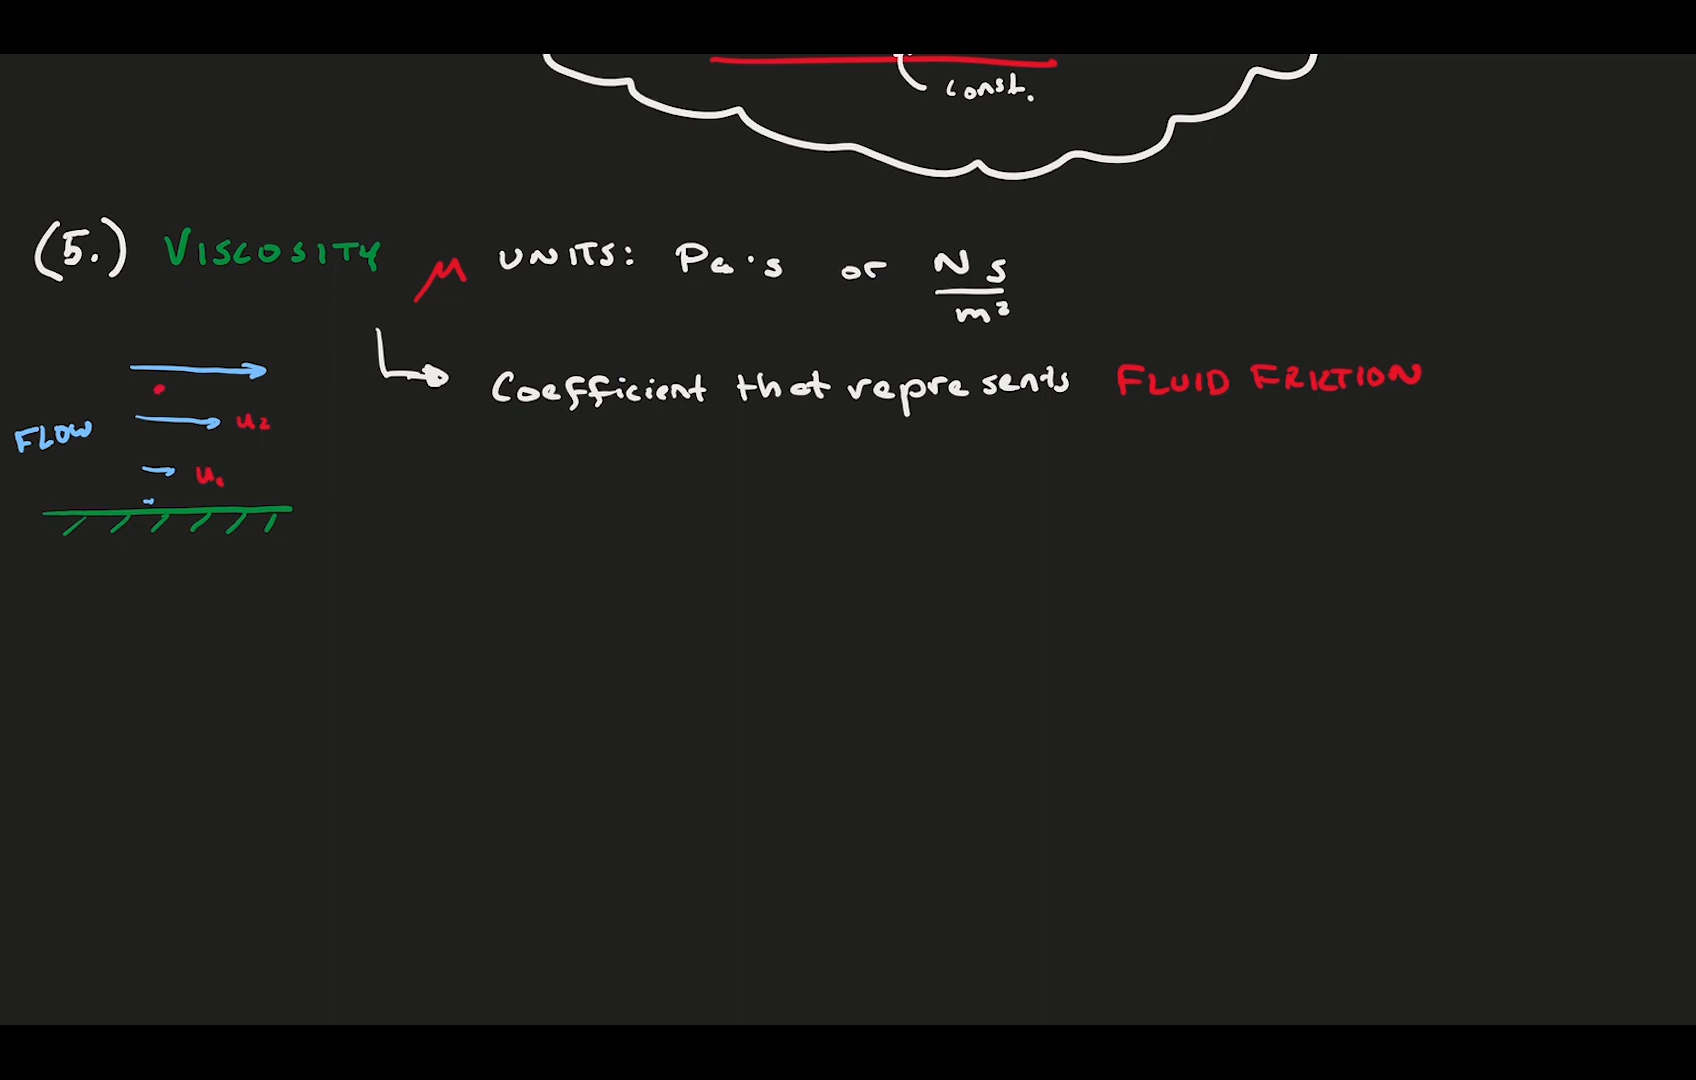 const.
(5.) VISCOSITY μ UNITS: Pa·s or N s / m²
Coefficient that represents FLUID FRICTION
FLOW
u₂
u₁